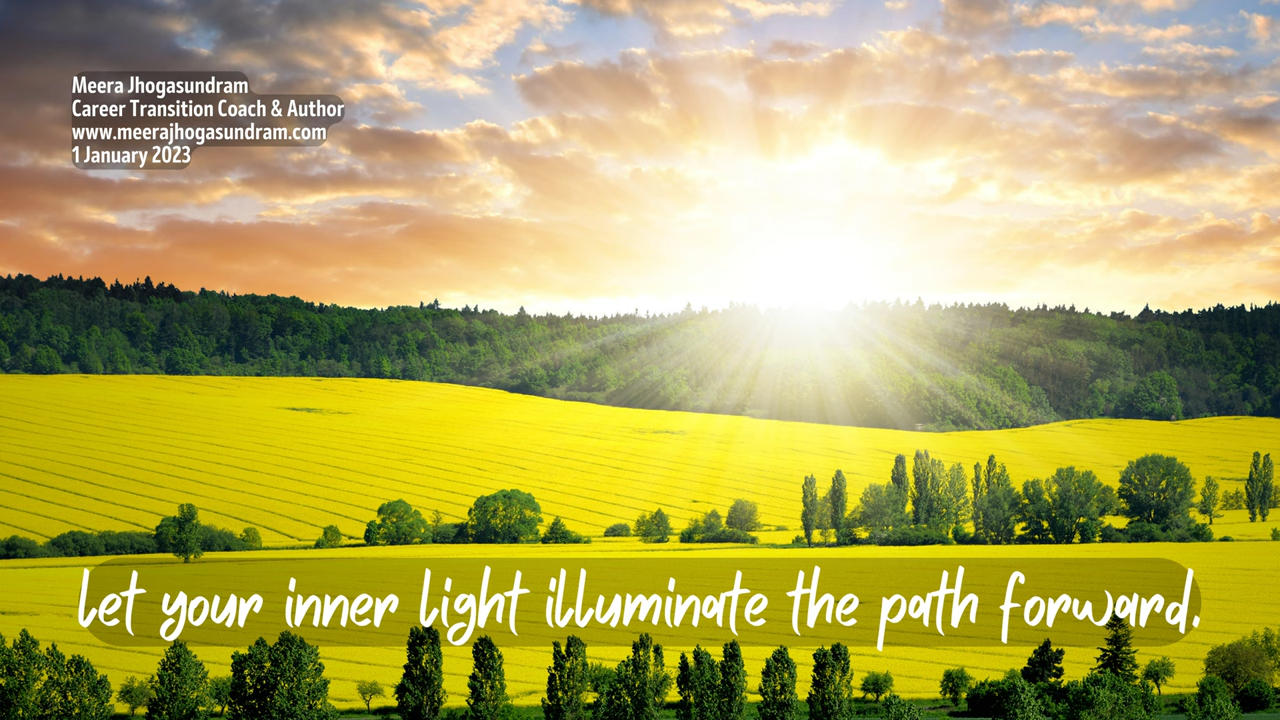 Meera Jhogasundram
Career Transition Coach & Author
www.meerajhogasundram.com
1 January 2023
let your inner light illuminate the path forward.